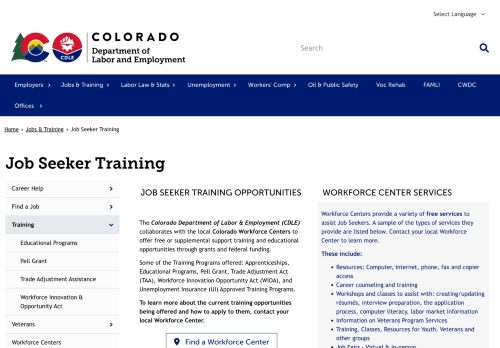 Select Language
COLORADO
Department of
Labor and Employment
CDLE
Search
Employers
Jobs & Training
Labor Law & Stats
Unemployment
Workers' Comp
Oil & Public Safety
Voc Rehab
FAMLI
CWDC
Offices
Home › Jobs & Training › Job Seeker Training
Job Seeker Training
Career Help
Find a Job
Training
Educational Programs
Pell Grant
Trade Adjustment Assistance
Workforce Innovation &
Opportunity Act
Veterans
Workforce Centers
JOB SEEKER TRAINING OPPORTUNITIES
The Colorado Department of Labor & Employment (CDLE)
collaborates with the local Colorado Workforce Centers to
offer free or supplemental support training and educational
opportunities through grants and federal funding.
Some of the Training Programs offered: Apprenticeships,
Educational Programs, Pell Grant, Trade Adjustment Act
(TAA), Workforce Innovation Opportunity Act (WIOA), and
Unemployment Insurance (UI) Approved Training Programs.
To learn more about the current training opportunities
being offered and how to apply to them, contact your
local Workforce Center.
Find a Workforce Center
WORKFORCE CENTER SERVICES
Workforce Centers provide a variety of free services to
assist Job Seekers. A sample of the types of services they
provide are listed below. Contact your local Workforce
Center to learn more.
These include:
• Resources: Computer, internet, phone, fax and copier
access
• Career counseling and training
• Workshops and classes to assist with: creating/updating
résumés, interview preparation, the application
process, computer literacy, labor market information
• Information on Veterans Program Services
• Training, Classes, Resources for Youth, Veterans and
other groups
• Job Fairs - Virtual & in-person